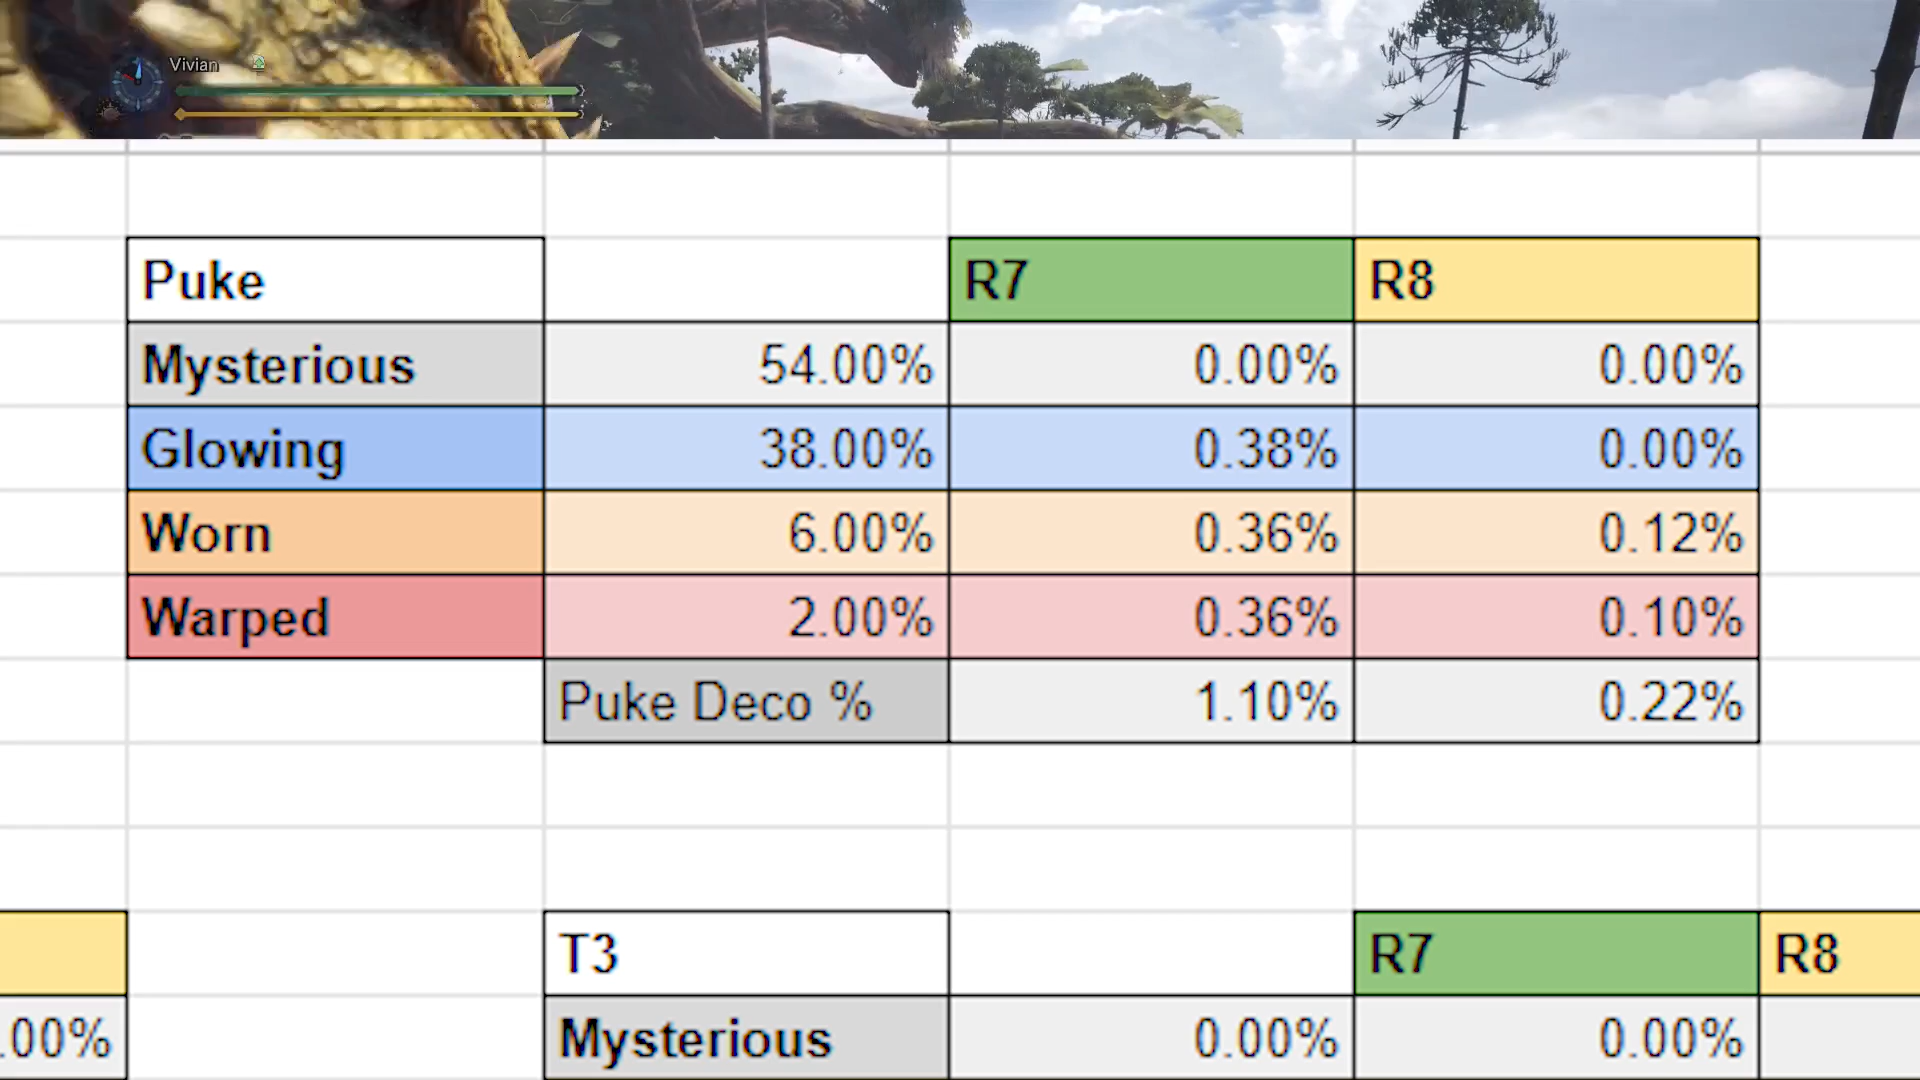 Vivian
Puke R7 R8
Mysterious 54.00% 0.00% 0.00%
Glowing 38.00% 0.38% 0.00%
Worn 6.00% 0.36% 0.12%
Warped 2.00% 0.36% 0.10%
Puke Deco % 1.10% 0.22%
T3 R7 R8
.00% Mysterious 0.00% 0.00%